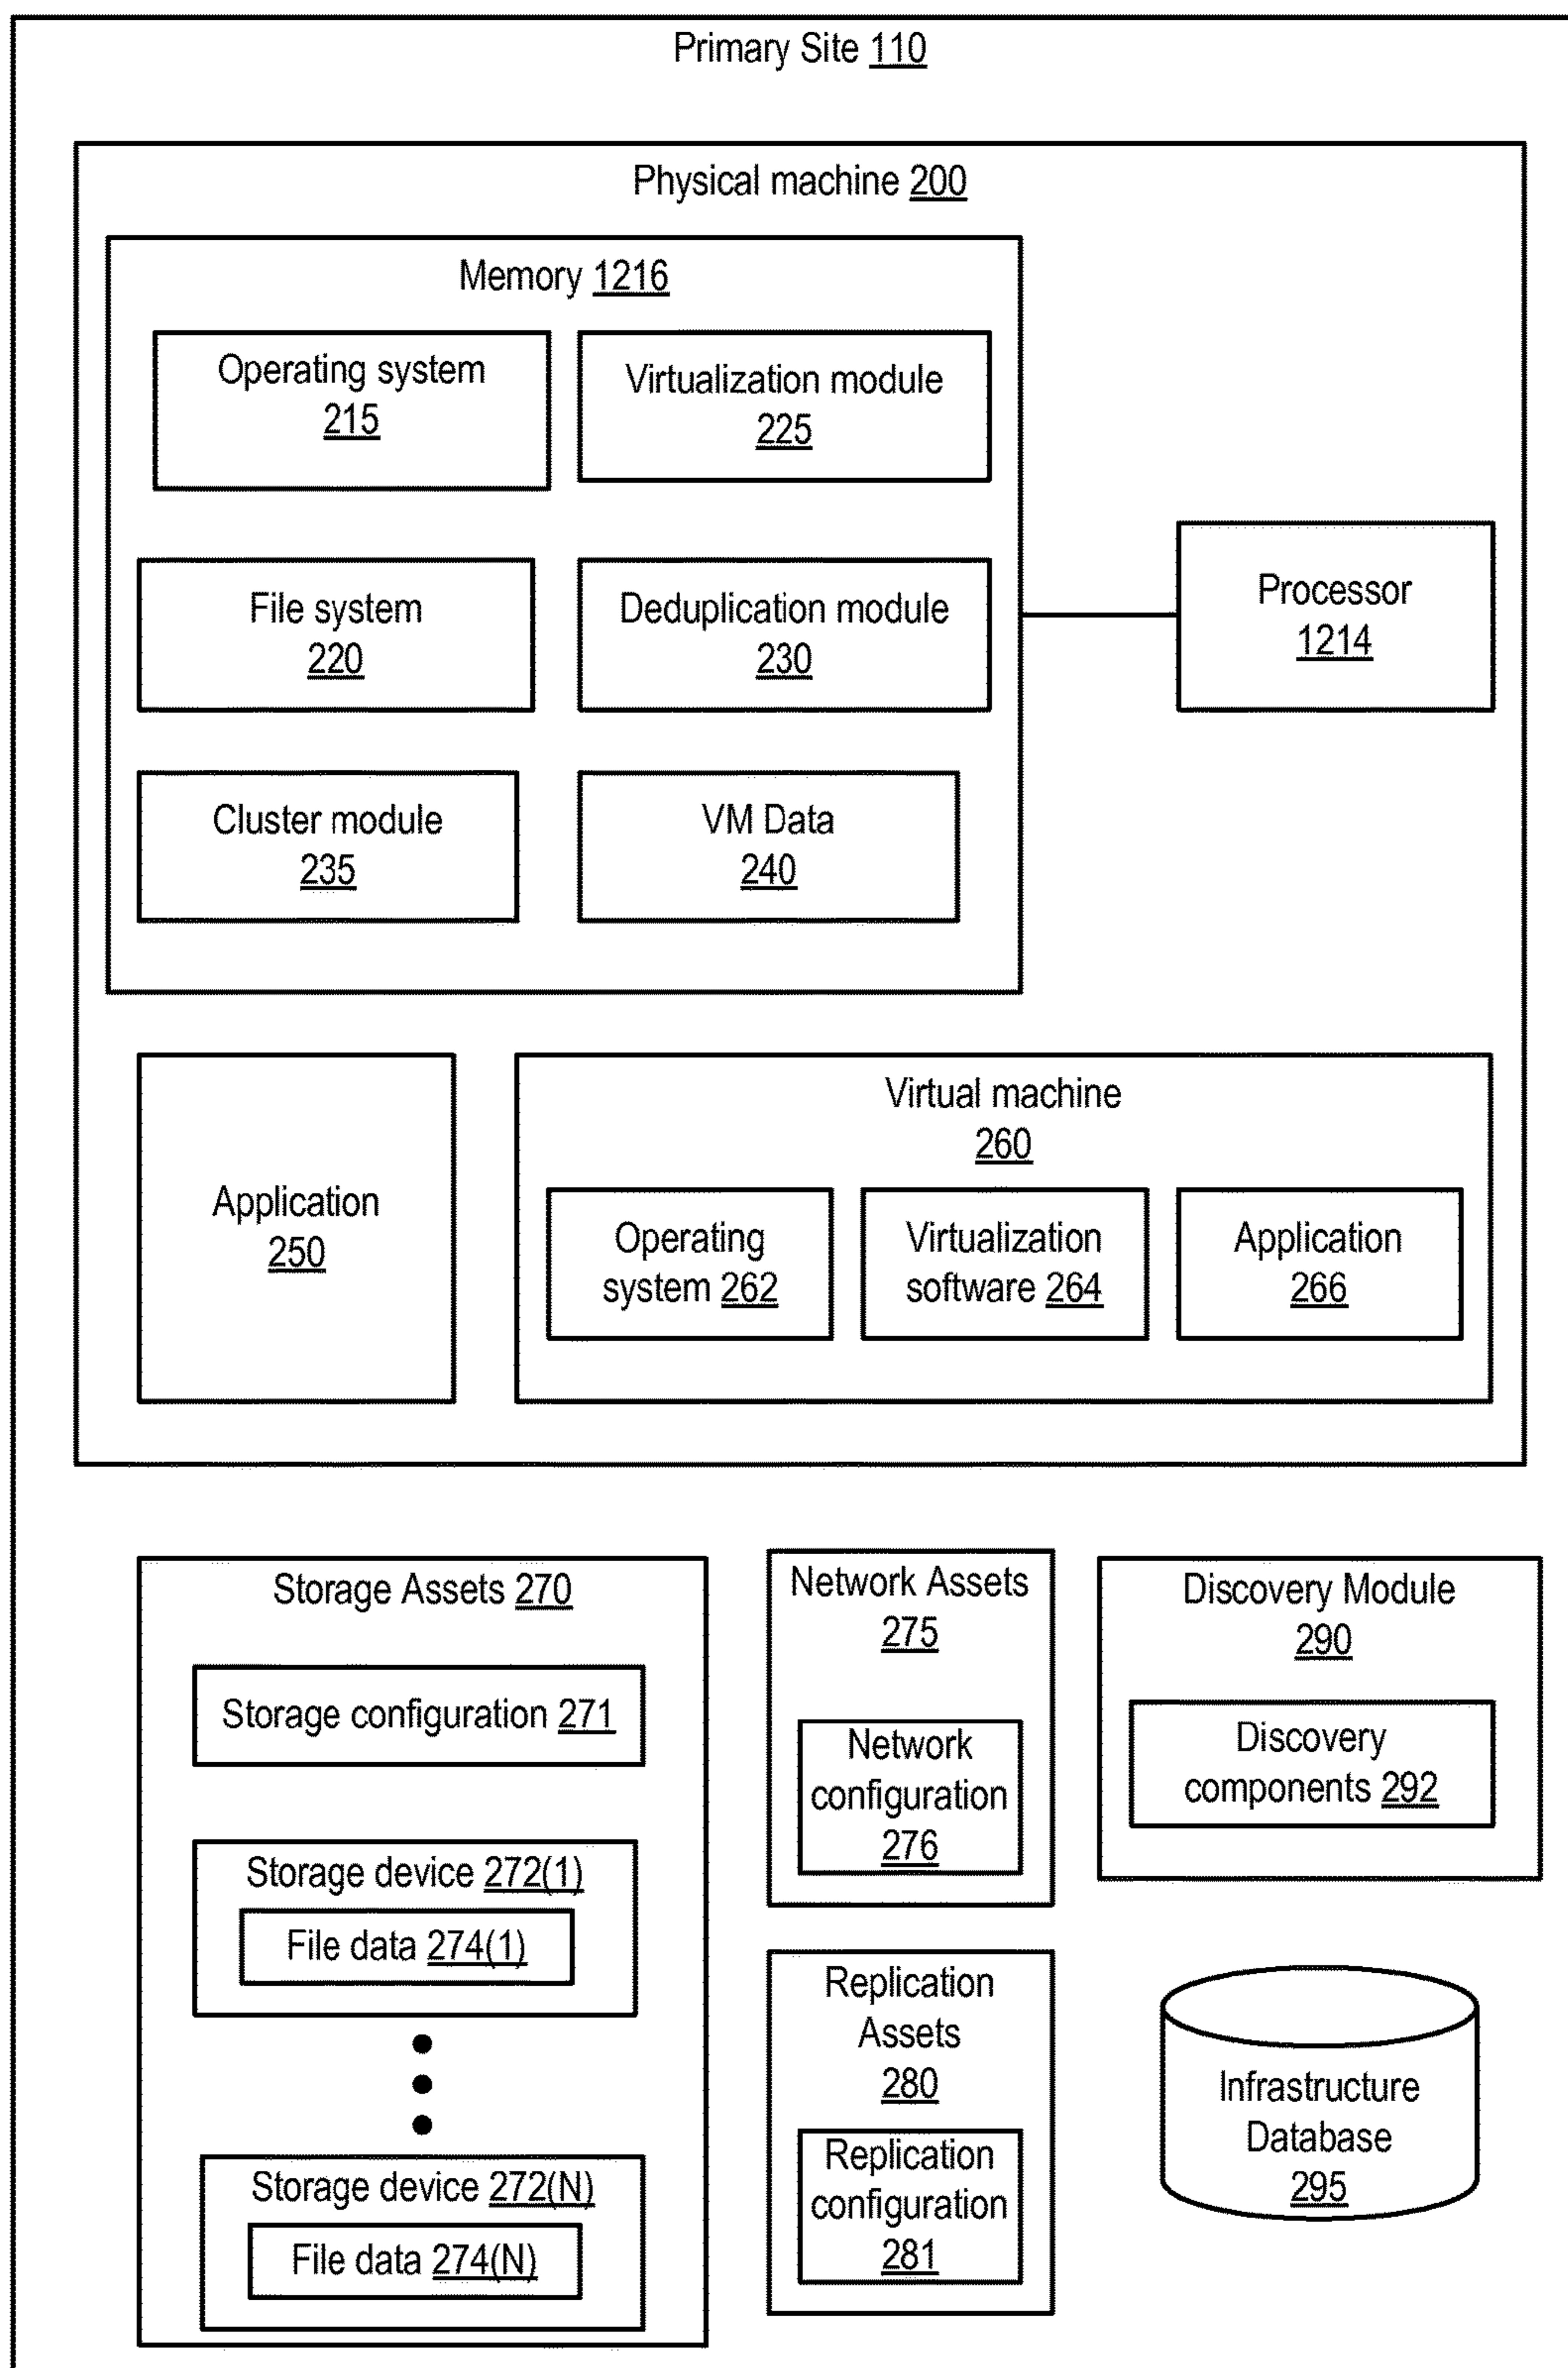 Primary Site 110
Physical machine 200
Memory 1216
Operating system
215
Virtualization module
225
File system
220
Deduplication module
230
Processor
1214
Cluster module
235
VM Data
240
Application
250
Virtual machine
260
Operating
system 262
Virtualization
software 264
Application
266
Storage Assets 270
Storage configuration 271
Storage device 272(1)
File data 274(1)
Storage device 272(N)
File data 274(N)
Network Assets
275
Network
configuration
276
Replication
Assets
280
Replication
configuration
281
Discovery Module
290
Discovery
components 292
Infrastructure
Database
295